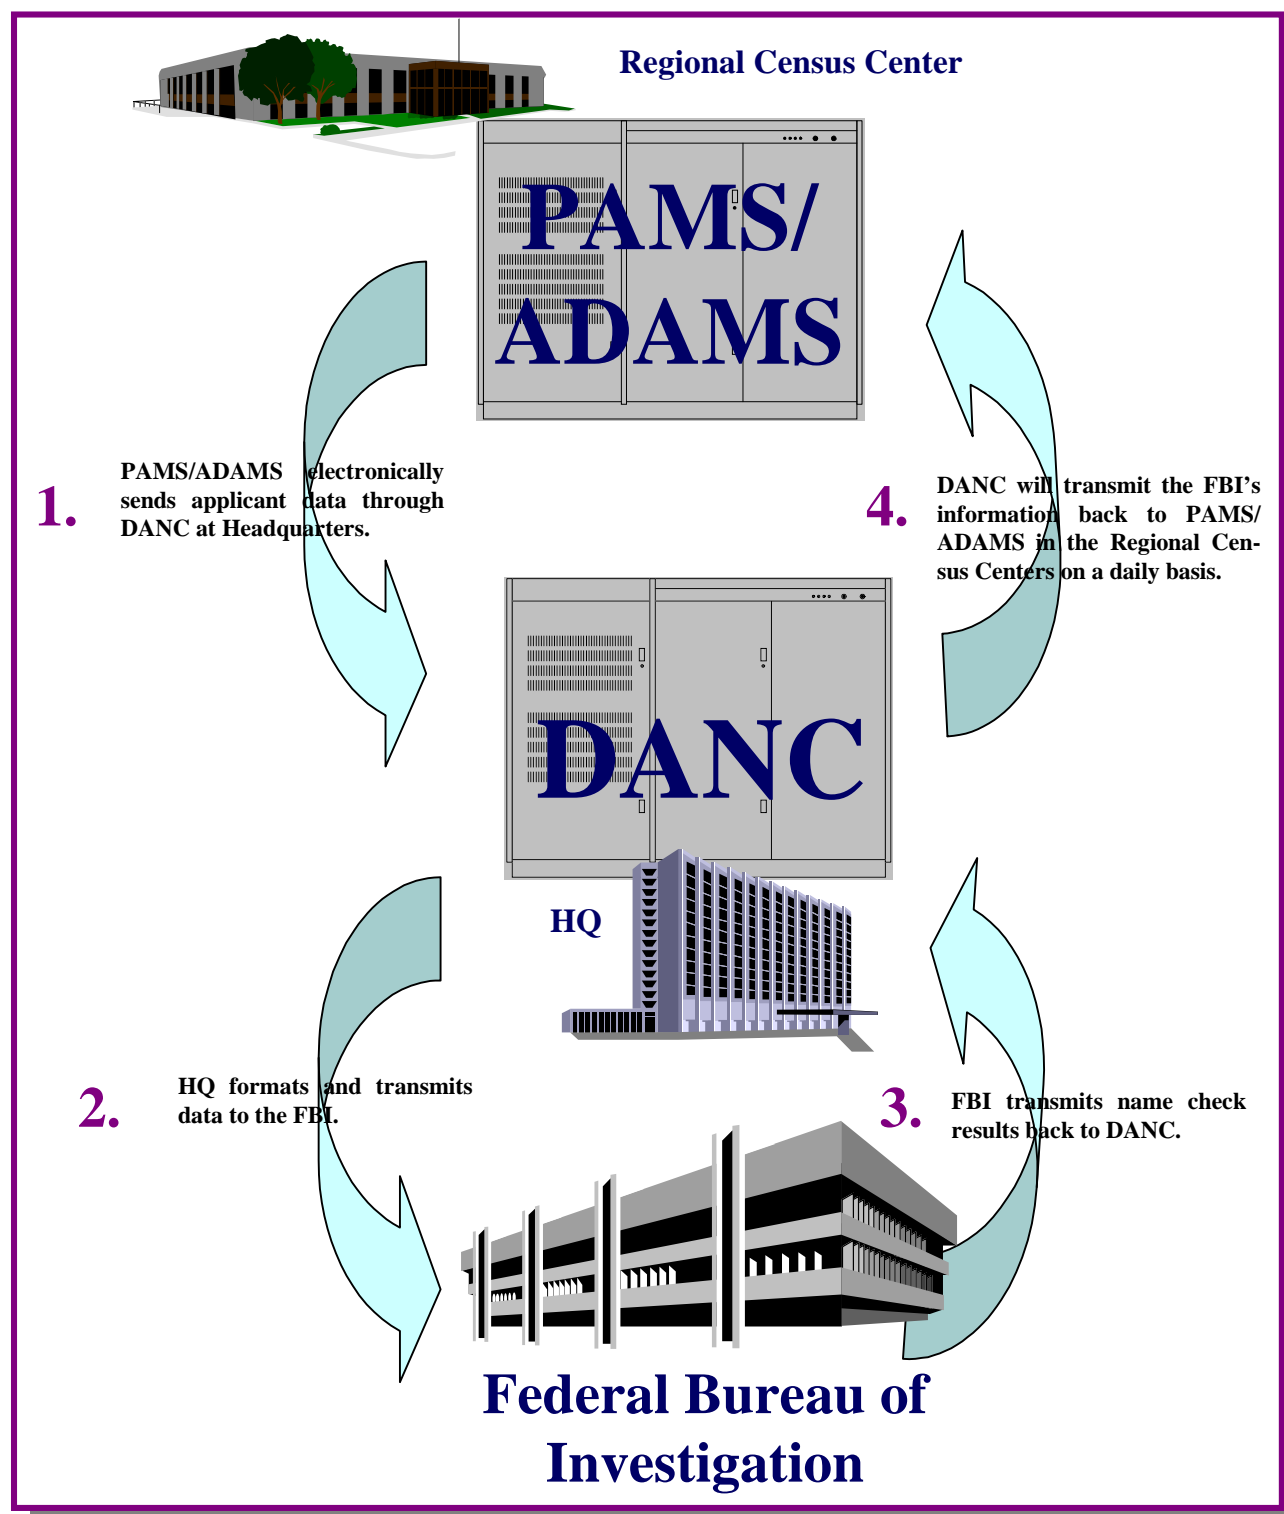 Regional Census Center
PAMS/
ADAMS
1.
PAMS/ADAMS electronically
sends applicant data through
DANC at Headquarters.
4.
DANC will transmit the FBI's
information back to PAMS/
ADAMS in the Regional Cen-
sus Centers on a daily basis.
DANC
HQ
2.
HQ formats and transmits
data to the FBI.
3.
FBI transmits name check
results back to DANC.
Federal Bureau of
Investigation